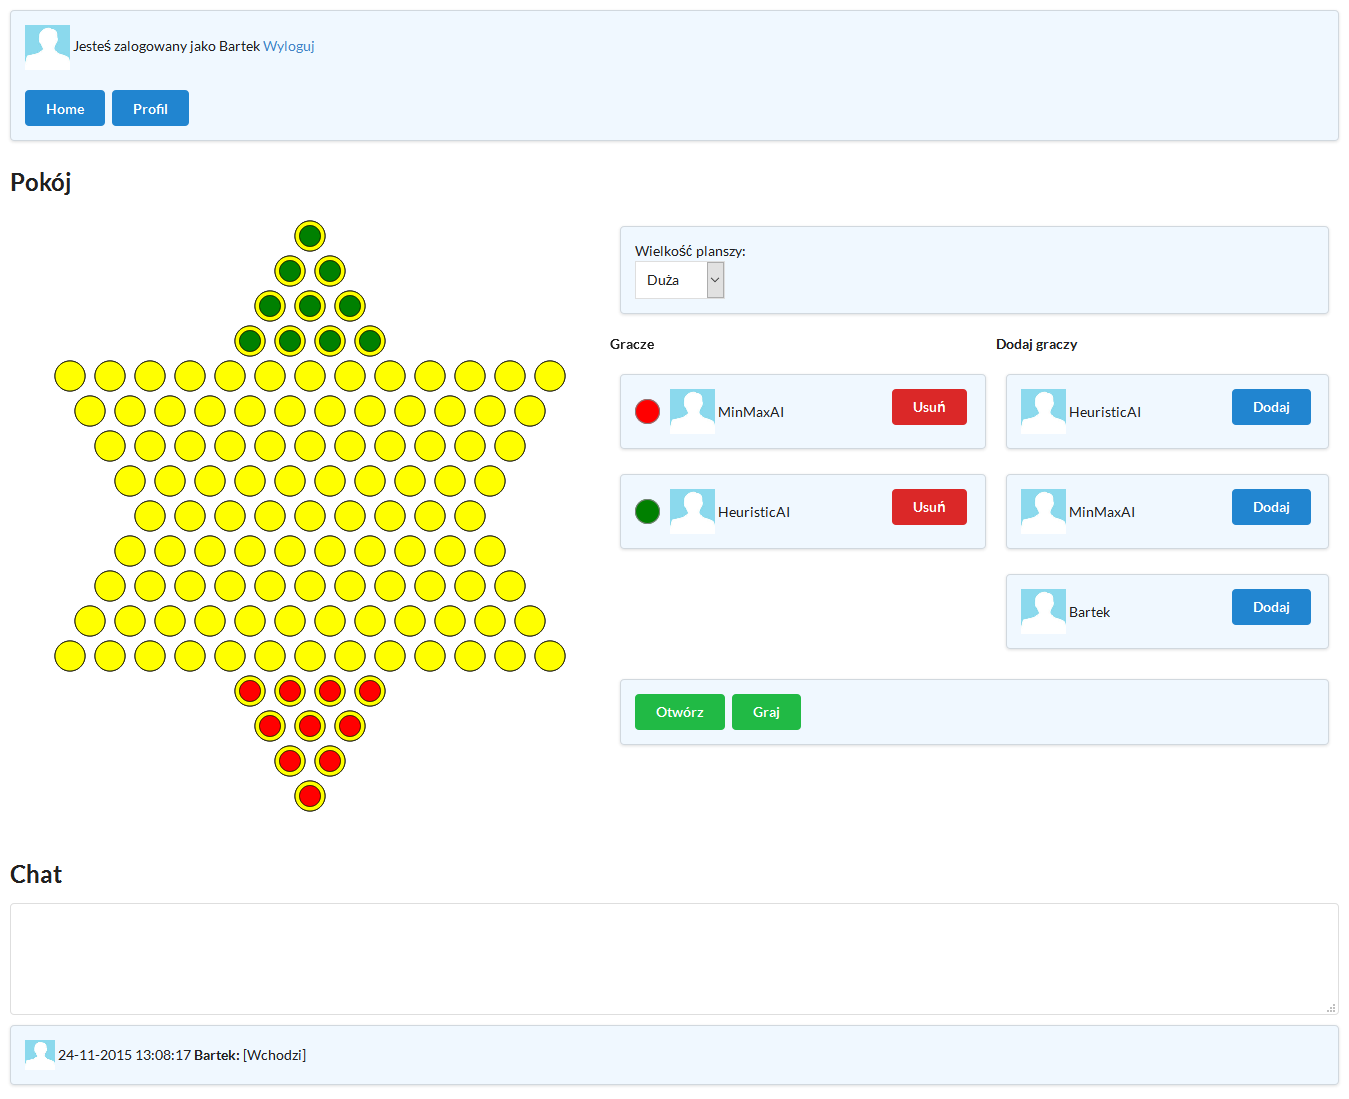 Jesteś zalogowany jako Bartek Wyloguj
Home Profil
Pokój
Wielkość planszy:
Duża
Gracze
MinMaxAI Usuń
HeuristicAI Usuń
Dodaj graczy
HeuristicAI Dodaj
MinMaxAI Dodaj
Bartek Dodaj
Otwórz Graj
Chat
24-11-2015 13:08:17 Bartek: [Wchodzi]